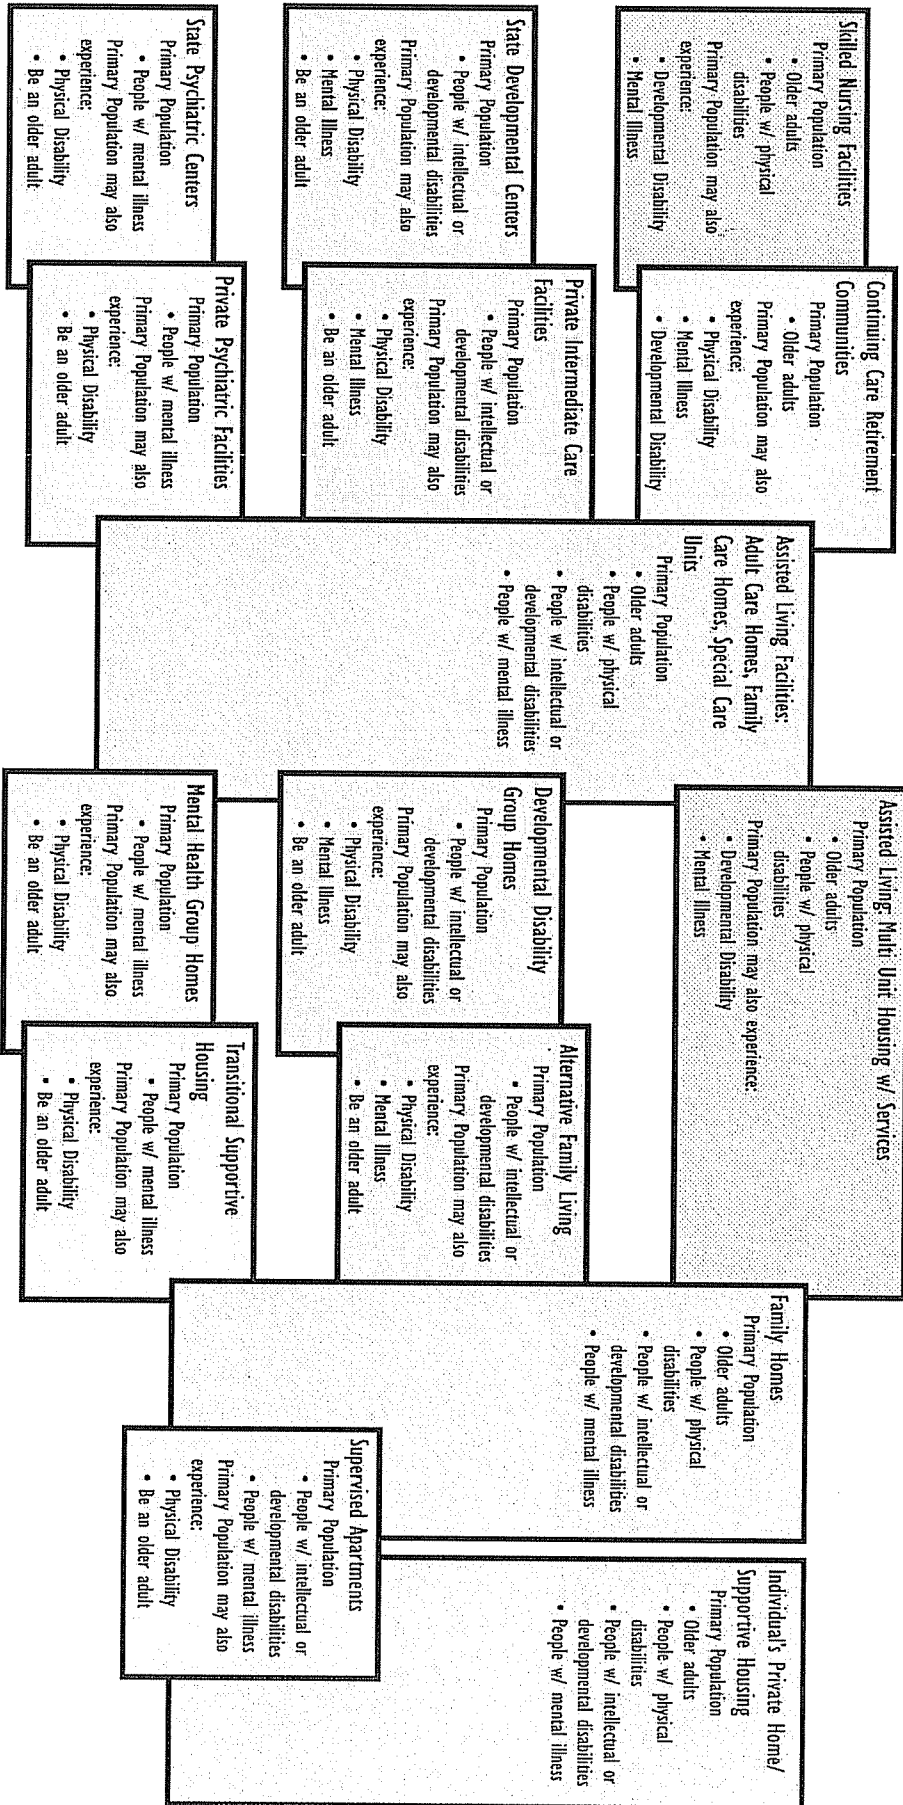 Skilled Nursing Facilities
Primary Population
• Older adults
• People w/ physical
disabilities
Primary Population may also
experience:
• Developmental Disability
• Mental Illness
Continuing Care Retirement
Communities
Primary Population
• Older adults
Primary Population may also
experience:
• Physical Disability
• Mental Illness
• Developmental Disability
State Developmental Centers
Primary Population
• People w/ intellectual or
developmental disabilities
Primary Population may also
experience:
• Physical Disability
• Mental Illness
• Be an older adult
Private Intermediate Care
Facilities
Primary Population
• People w/ intellectual or
developmental disabilities
Primary Population may also
experience:
• Physical Disability
• Mental Illness
• Be an older adult
State Psychiatric Centers
Primary Population
• People w/ mental illness
Primary Population may also
experience:
• Physical Disability
• Be an older adult
Private Psychiatric Facilities
Primary Population
• People w/ mental illness
Primary Population may also
experience:
• Physical Disability
• Be an older adult
Assisted Living Facilities:
Adult Care Homes, Family
Care Homes, Special Care
Units
Primary Population
• Older adults
• People w/ physical
disabilities
• People w/ intellectual or
developmental disabilities
• People w/ mental illness
Assisted Living: Multi Unit Housing w/ Services
Primary Population
• Older adults
• People w/ physical
disabilities
Primary Population may also experience:
• Developmental Disability
• Mental Illness
Developmental Disability
Group Homes
Primary Population
• People w/ intellectual or
developmental disabilities
Primary Population may also
experience:
• Physical Disability
• Mental Illness
• Be an older adult
Alternative Family Living
Primary Population
• People w/ intellectual or
developmental disabilities
Primary Population may also
experience:
• Physical Disability
• Mental Illness
• Be an older adult
Mental Health Group Homes
Primary Population
• People w/ mental illness
Primary Population may also
experience:
• Physical Disability
• Be an older adult
Transitional Supportive
Housing
Primary Population
• People w/ mental illness
Primary Population may also
experience:
• Physical Disability
• Be an older adult
Family Homes
Primary Population
• Older adults
• People w/ physical
disabilities
• People w/ intellectual or
developmental disabilities
• People w/ mental illness
Supervised Apartments
Primary Population
• People w/ intellectual or
developmental disabilities
• People w/ mental illness
Primary Population may also
experience:
• Physical Disability
• Be an older adult
Individual's Private Home/
Supportive Housing
Primary Population
• Older adults
• People w/ physical
disabilities
• People w/ intellectual or
developmental disabilities
• People w/ mental illness